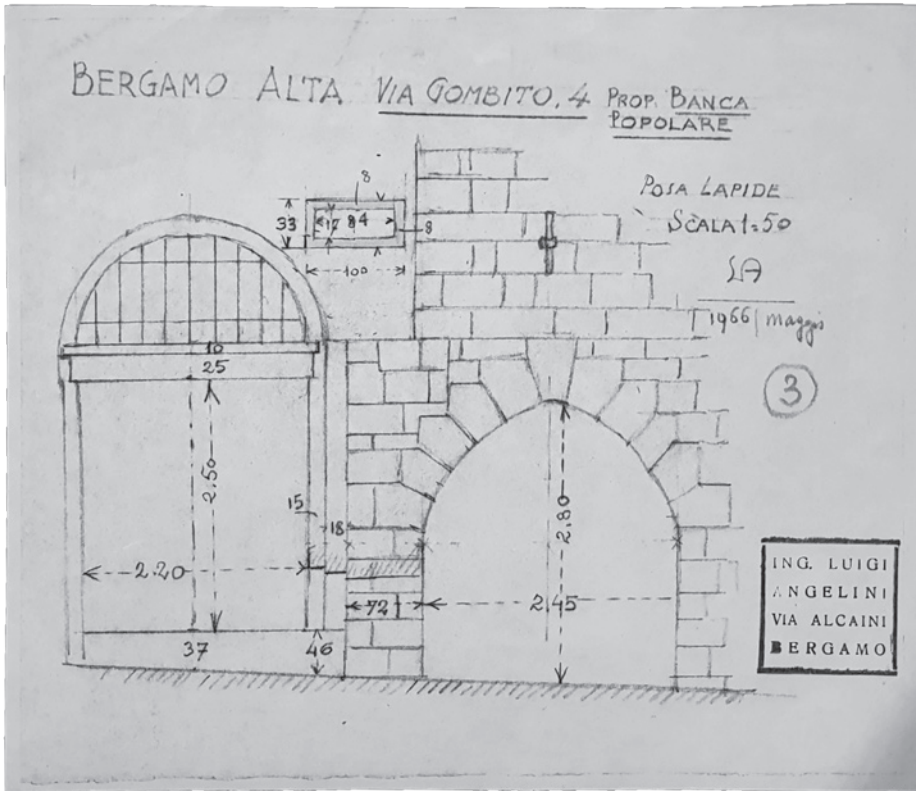 BERGAMO ALTA VIA GOMBITO. 4 PROP. BANCA
POPOLARE
POSA LAPIDE
SCALA 1:50
LA
1966 maggio
3
8
33
17
84
8
100
10
25
2.50
15
18
2.80
2.20
72
2.45
37
46
ING. LUIGI
ANGELINI
VIA ALCAINI
BERGAMO